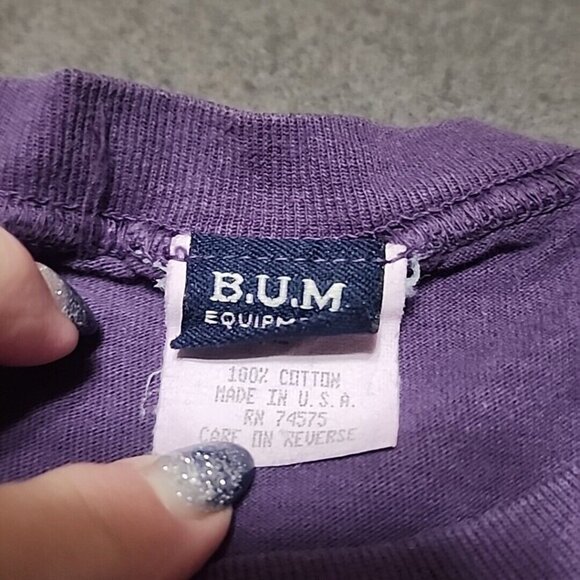 B.U.M
EQUIPM
100% COTTON
MADE IN U.S.A.
RN 74575
CARE ON REVERSE